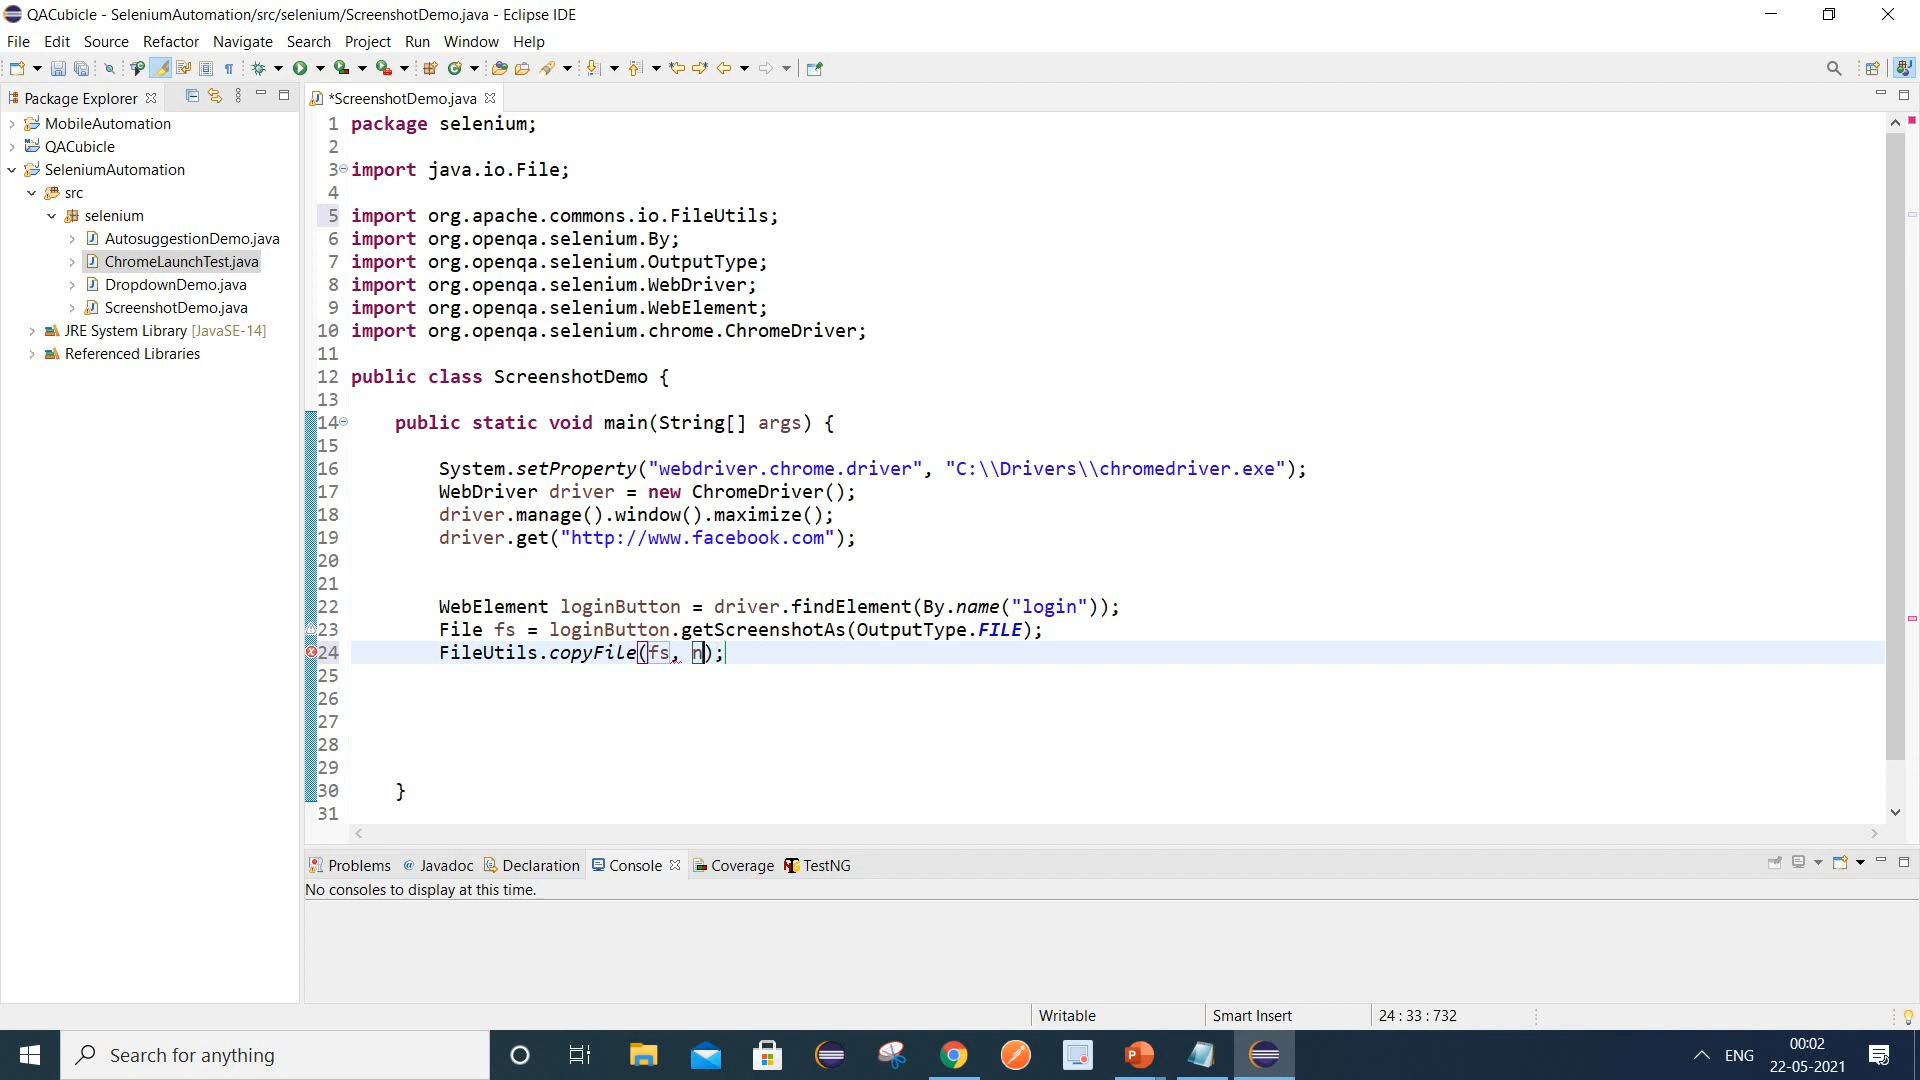 QACubicle - SeleniumAutomation/src/selenium/ScreenshotDemo.java - Eclipse IDE
File Edit Source Refactor Navigate Search Project Run Window Help
Package Explorer
*ScreenshotDemo.java
MobileAutomation
QACubicle
SeleniumAutomation
src
selenium
AutosuggestionDemo.java
ChromeLaunchTest.java
DropdownDemo.java
ScreenshotDemo.java
JRE System Library [JavaSE-14]
Referenced Libraries
1 package selenium;
2
3 import java.io.File;
4
5 import org.apache.commons.io.FileUtils;
6 import org.openqa.selenium.By;
7 import org.openqa.selenium.OutputType;
8 import org.openqa.selenium.WebDriver;
9 import org.openqa.selenium.WebElement;
10 import org.openqa.selenium.chrome.ChromeDriver;
11
12 public class ScreenshotDemo {
13
14 public static void main(String[] args) {
15
16 System.setProperty("webdriver.chrome.driver", "C:\\Drivers\\chromedriver.exe");
17 WebDriver driver = new ChromeDriver();
18 driver.manage().window().maximize();
19 driver.get("http://www.facebook.com");
20
21
22 WebElement loginButton = driver.findElement(By.name("login"));
23 File fs = loginButton.getScreenshotAs(OutputType.FILE);
24 FileUtils.copyFile(fs, n);
25
26
27
28
29
30 }
31
Problems Javadoc Declaration Console Coverage TestNG
No consoles to display at this time.
Writable Smart Insert 24 : 33 : 732
Search for anything
ENG
00:02
22-05-2021